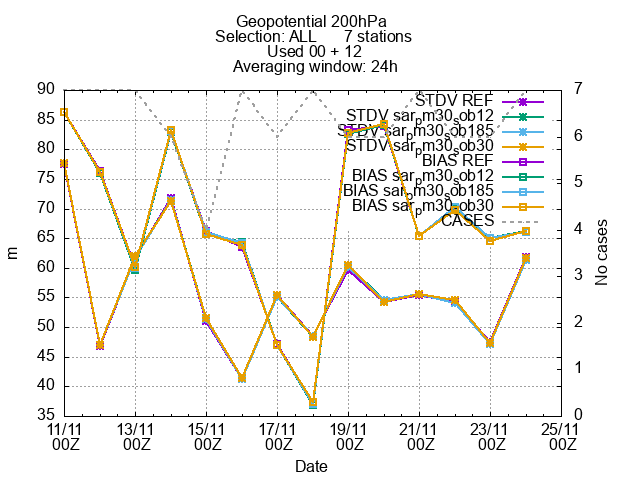 Geopotential 200hPa
Selection: ALL 7 stations
Used 00 + 12
Averaging window: 24h
90
85
80
75
70
65
60
55
50
45
40
35
m
7
6
5
4
3
2
1
0
No cases
STDV REF
STDV sar_pm30_sob12
STDV sar_pm30_sob185
STDV sar_pm30_sob30
BIAS REF
BIAS sar_pm30_sob12
BIAS sar_pm30_sob185
BIAS sar_pm30_sob30
CASES
11/11 13/11 15/11 17/11 19/11 21/11 23/11 25/11
00Z 00Z 00Z 00Z 00Z 00Z 00Z 00Z
Date